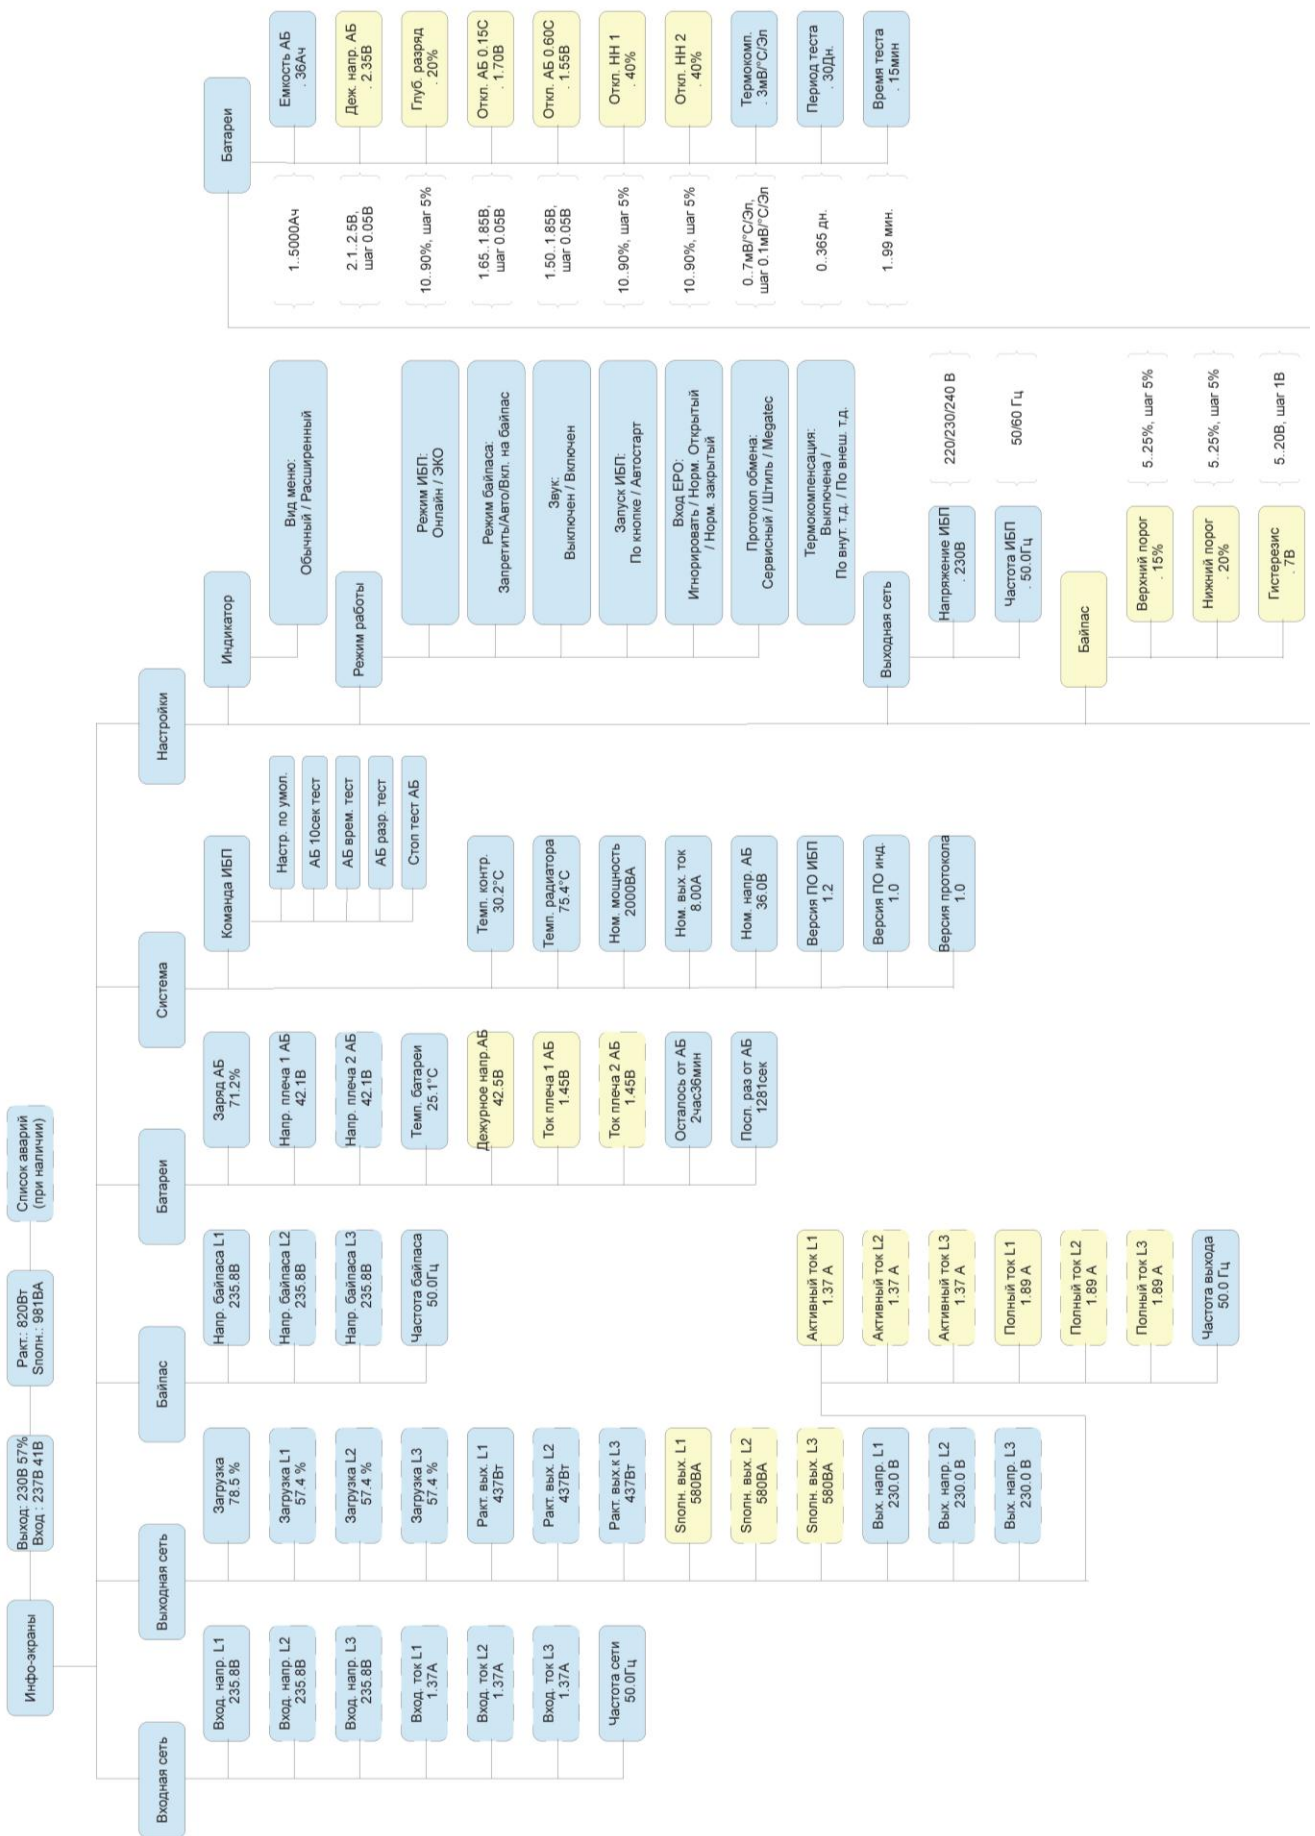 Инфо-экраны
Выход: 230В 57%
Вход : 237В 41В
Ракт.: 820Вт
Sполн.: 981ВА
Список аварий
(при наличии)
Входная сеть
Вход. напр. L1
235.8В
Вход. напр. L2
235.8В
Вход. напр. L3
235.8В
Вход. ток L1
1.37А
Вход. ток L2
1.37А
Вход. ток L3
1.37А
Частота сети
50.0Гц
Выходная сеть
Загрузка
78.5 %
Загрузка L1
57.4 %
Загрузка L2
57.4 %
Загрузка L3
57.4 %
Ракт. вых. L1
437Вт
Ракт. вых. L2
437Вт
Ракт. вых.к L3
437Вт
Sполн. вых. L1
580ВА
Sполн. вых. L2
580ВА
Sполн. вых. L3
580ВА
Вых. напр. L1
230.0 В
Вых. напр. L2
230.0 В
Вых. напр. L3
230.0 В
Активный ток L1
1.37 А
Активный ток L2
1.37 А
Активный ток L3
1.37 А
Полный ток L1
1.89 А
Полный ток L2
1.89 А
Полный ток L3
1.89 А
Частота выхода
50.0 Гц
Байпас
Напр. байпаса L1
235.8В
Напр. байпаса L2
235.8В
Напр. байпаса L3
235.8В
Частота байпаса
50.0Гц
Батареи
Заряд АБ
71.2%
Напр. плеча 1 АБ
42.1В
Напр. плеча 2 АБ
42.1В
Темп. батареи
25.1°С
Дежурное напр.АБ
42.5В
Ток плеча 1 АБ
1.45В
Ток плеча 2 АБ
1.45В
Осталось от АБ
2час36мин
Посл. раз от АБ
1281сек
Система
Команда ИБП
Настр. по умол.
АБ 10сек тест
АБ врем. тест
АБ разр. тест
Стоп тест АБ
Темп. контр.
30.2°С
Темп. радиатора
75.4°С
Ном. мощность
2000ВА
Ном. вых. ток
8.00А
Ном. напр. АБ
36.0В
Версия ПО ИБП
1.2
Версия ПО инд.
1.0
Версия протокола
1.0
Настройки
Индикатор
Вид меню:
Обычный / Расширенный
Режим работы
Режим ИБП:
Онлайн / ЭКО
Режим байпаса:
Запретить/Авто/Вкл. на байпас
Звук:
Выключен / Включен
Запуск ИБП:
По кнопке / Автостарт
Вход EPO:
Игнорировать / Норм. Открытый
/ Норм. закрытый
Протокол обмена:
Сервисный / Штиль / Megatec
Термокомпенсация:
Выключена /
По внут. т.д. / По внеш. т.д.
Выходная сеть
Напряжение ИБП
. 230В
220/230/240 В
Частота ИБП
. 50.0Гц
50/60 Гц
Байпас
Верхний порог
. 15%
5..25%, шаг 5%
Нижний порог
. 20%
5..25%, шаг 5%
Гистерезис
. 7В
5..20В, шаг 1В
Батареи
1..5000Ач
Емкость АБ
. 36Ач
2.1..2.5В,
шаг 0.05В
Деж. напр. АБ
. 2.35В
10..90%, шаг 5%
Глуб. разряд
. 20%
1.65..1.85В,
шаг 0.05В
Откл. АБ 0.15С
. 1.70В
1.50..1.85В,
шаг 0.05В
Откл. АБ 0.60С
. 1.55В
10..90%, шаг 5%
Откл. НН 1
. 40%
10..90%, шаг 5%
Откл. НН 2
. 40%
0..7мВ/°С/Эл,
шаг 0.1мВ/°С/Эл
Термокомп.
. 3мВ/°С/Эл
0..365 дн.
Период теста
. 30Дн.
1..99 мин.
Время теста
. 15мин